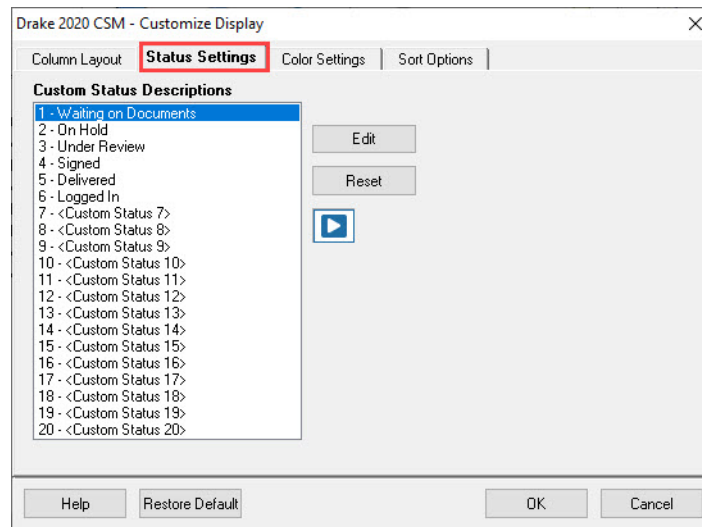 Drake 2020 CSM - Customize Display
Column Layout Status Settings Color Settings Sort Options
Custom Status Descriptions
1 - Waiting on Documents
2 - On Hold
3 - Under Review
4 - Signed
5 - Delivered
6 - Logged In
7 - <Custom Status 7>
8 - <Custom Status 8>
9 - <Custom Status 9>
10 - <Custom Status 10>
11 - <Custom Status 11>
12 - <Custom Status 12>
13 - <Custom Status 13>
14 - <Custom Status 14>
15 - <Custom Status 15>
16 - <Custom Status 16>
17 - <Custom Status 17>
18 - <Custom Status 18>
19 - <Custom Status 19>
20 - <Custom Status 20>
Edit
Reset
Help Restore Default OK Cancel